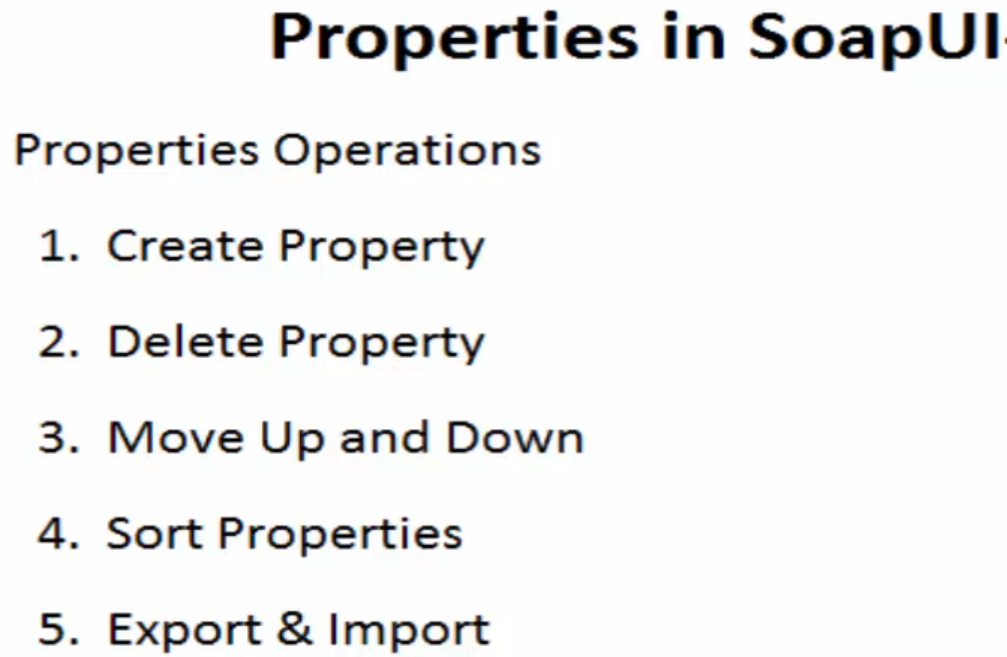 Properties in SoapUI-
Properties Operations
1. Create Property
2. Delete Property
3. Move Up and Down
4. Sort Properties
5. Export & Import